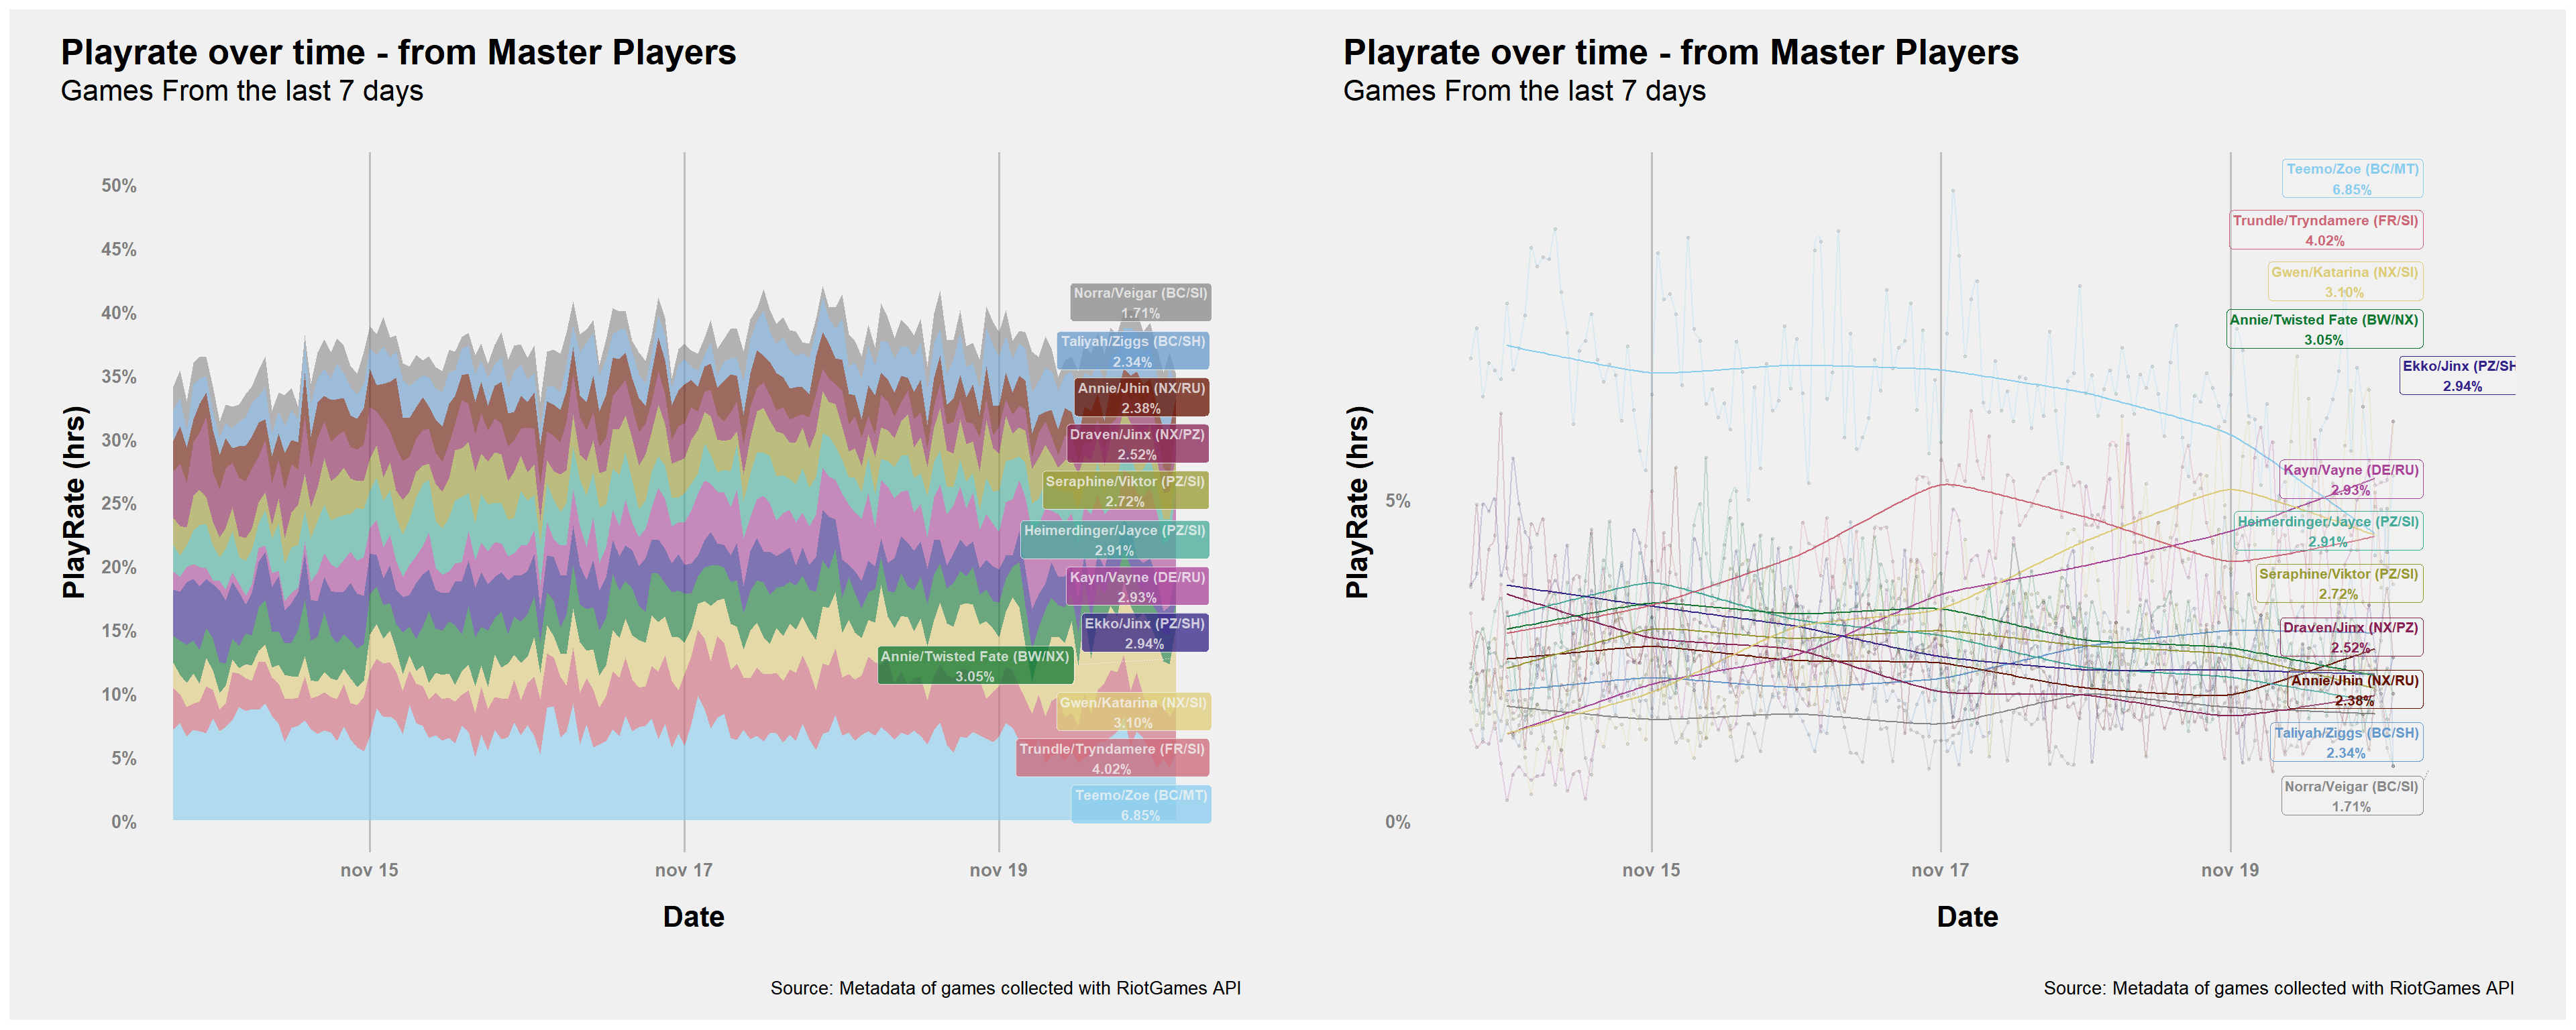 Playrate over time - from Master Players
Games From the last 7 days
PlayRate (hrs)
50%
45%
40%
35%
30%
25%
20%
15%
10%
5%
0%
Norra/Veigar (BC/SI)
1.71%
Taliyah/Ziggs (BC/SH)
2.34%
Annie/Jhin (NX/RU)
2.38%
Draven/Jinx (NX/PZ)
2.52%
Seraphine/Viktor (PZ/SI)
2.72%
Heimerdinger/Jayce (PZ/SI)
2.91%
Kayn/Vayne (DE/RU)
2.93%
Ekko/Jinx (PZ/SH)
2.94%
Annie/Twisted Fate (BW/NX)
3.05%
Gwen/Katarina (NX/SI)
3.10%
Trundle/Tryndamere (FR/SI)
4.02%
Teemo/Zoe (BC/MT)
6.85%
nov 15
nov 17
nov 19
Date
Source: Metadata of games collected with RiotGames API
Playrate over time - from Master Players
Games From the last 7 days
PlayRate (hrs)
5%
0%
Teemo/Zoe (BC/MT)
6.85%
Trundle/Tryndamere (FR/SI)
4.02%
Gwen/Katarina (NX/SI)
3.10%
Annie/Twisted Fate (BW/NX)
3.05%
Ekko/Jinx (PZ/SH
2.94%
Kayn/Vayne (DE/RU)
2.93%
Heimerdinger/Jayce (PZ/SI)
2.91%
Seraphine/Viktor (PZ/SI)
2.72%
Draven/Jinx (NX/PZ)
2.52%
Annie/Jhin (NX/RU)
2.38%
Taliyah/Ziggs (BC/SH)
2.34%
Norra/Veigar (BC/SI)
1.71%
nov 15
nov 17
nov 19
Date
Source: Metadata of games collected with RiotGames API